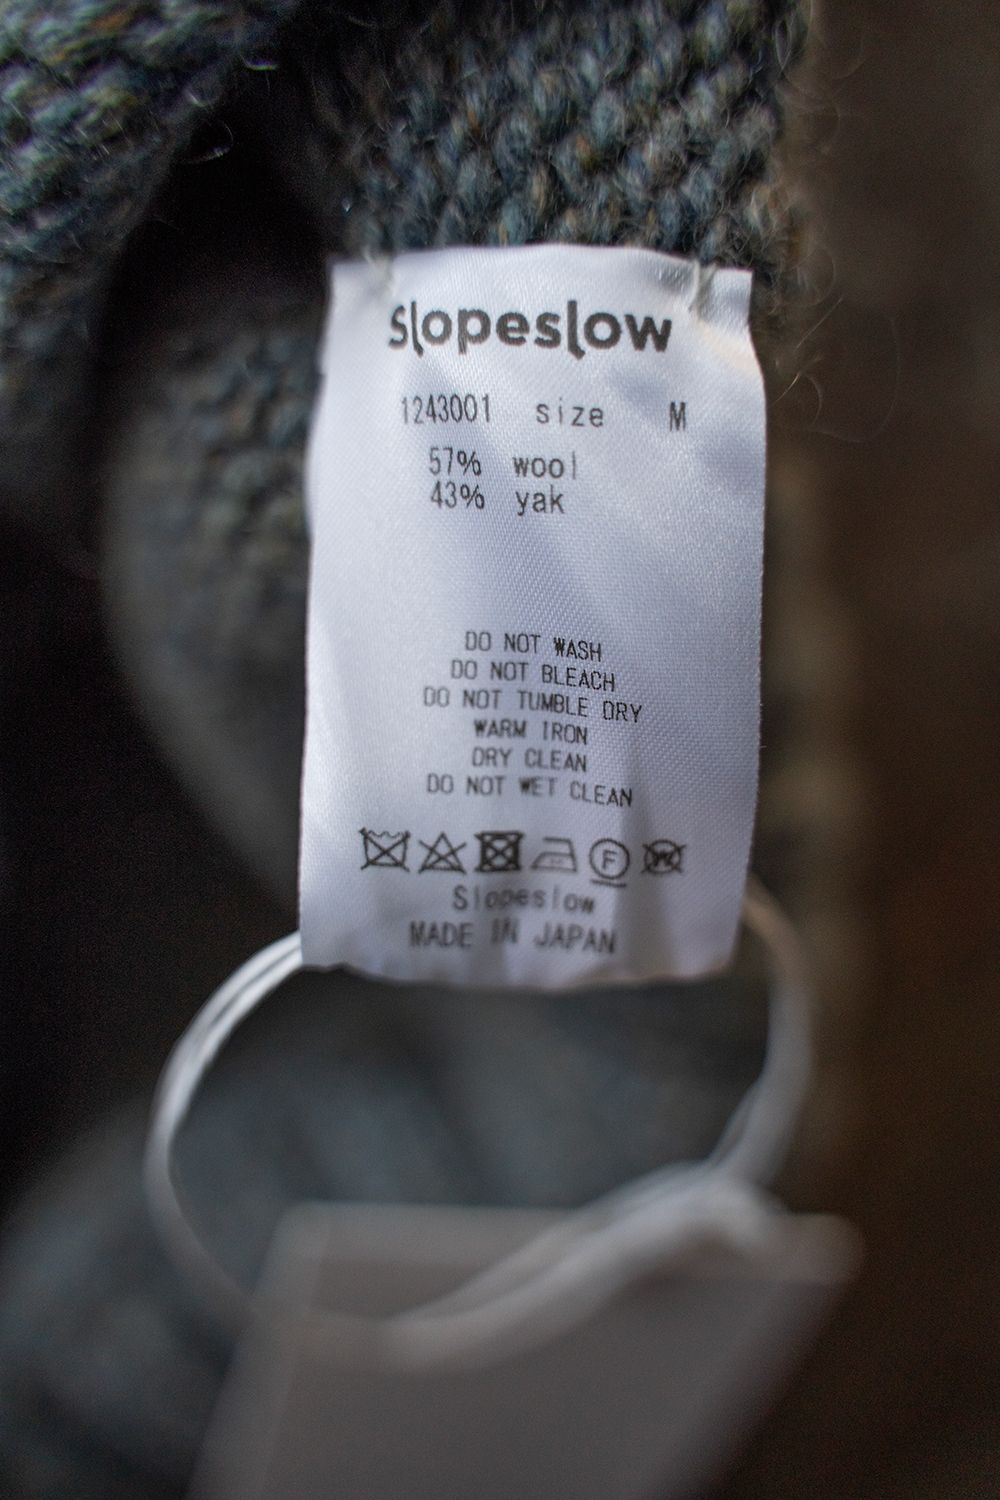 Slopeslow
1243001 size M
57% wool
43% yak
DO NOT WASH
DO NOT BLEACH
DO NOT TUMBLE DRY
WARM IRON
DRY CLEAN
DO NOT WET CLEAN
F W
Slopeslow
MADE IN JAPAN